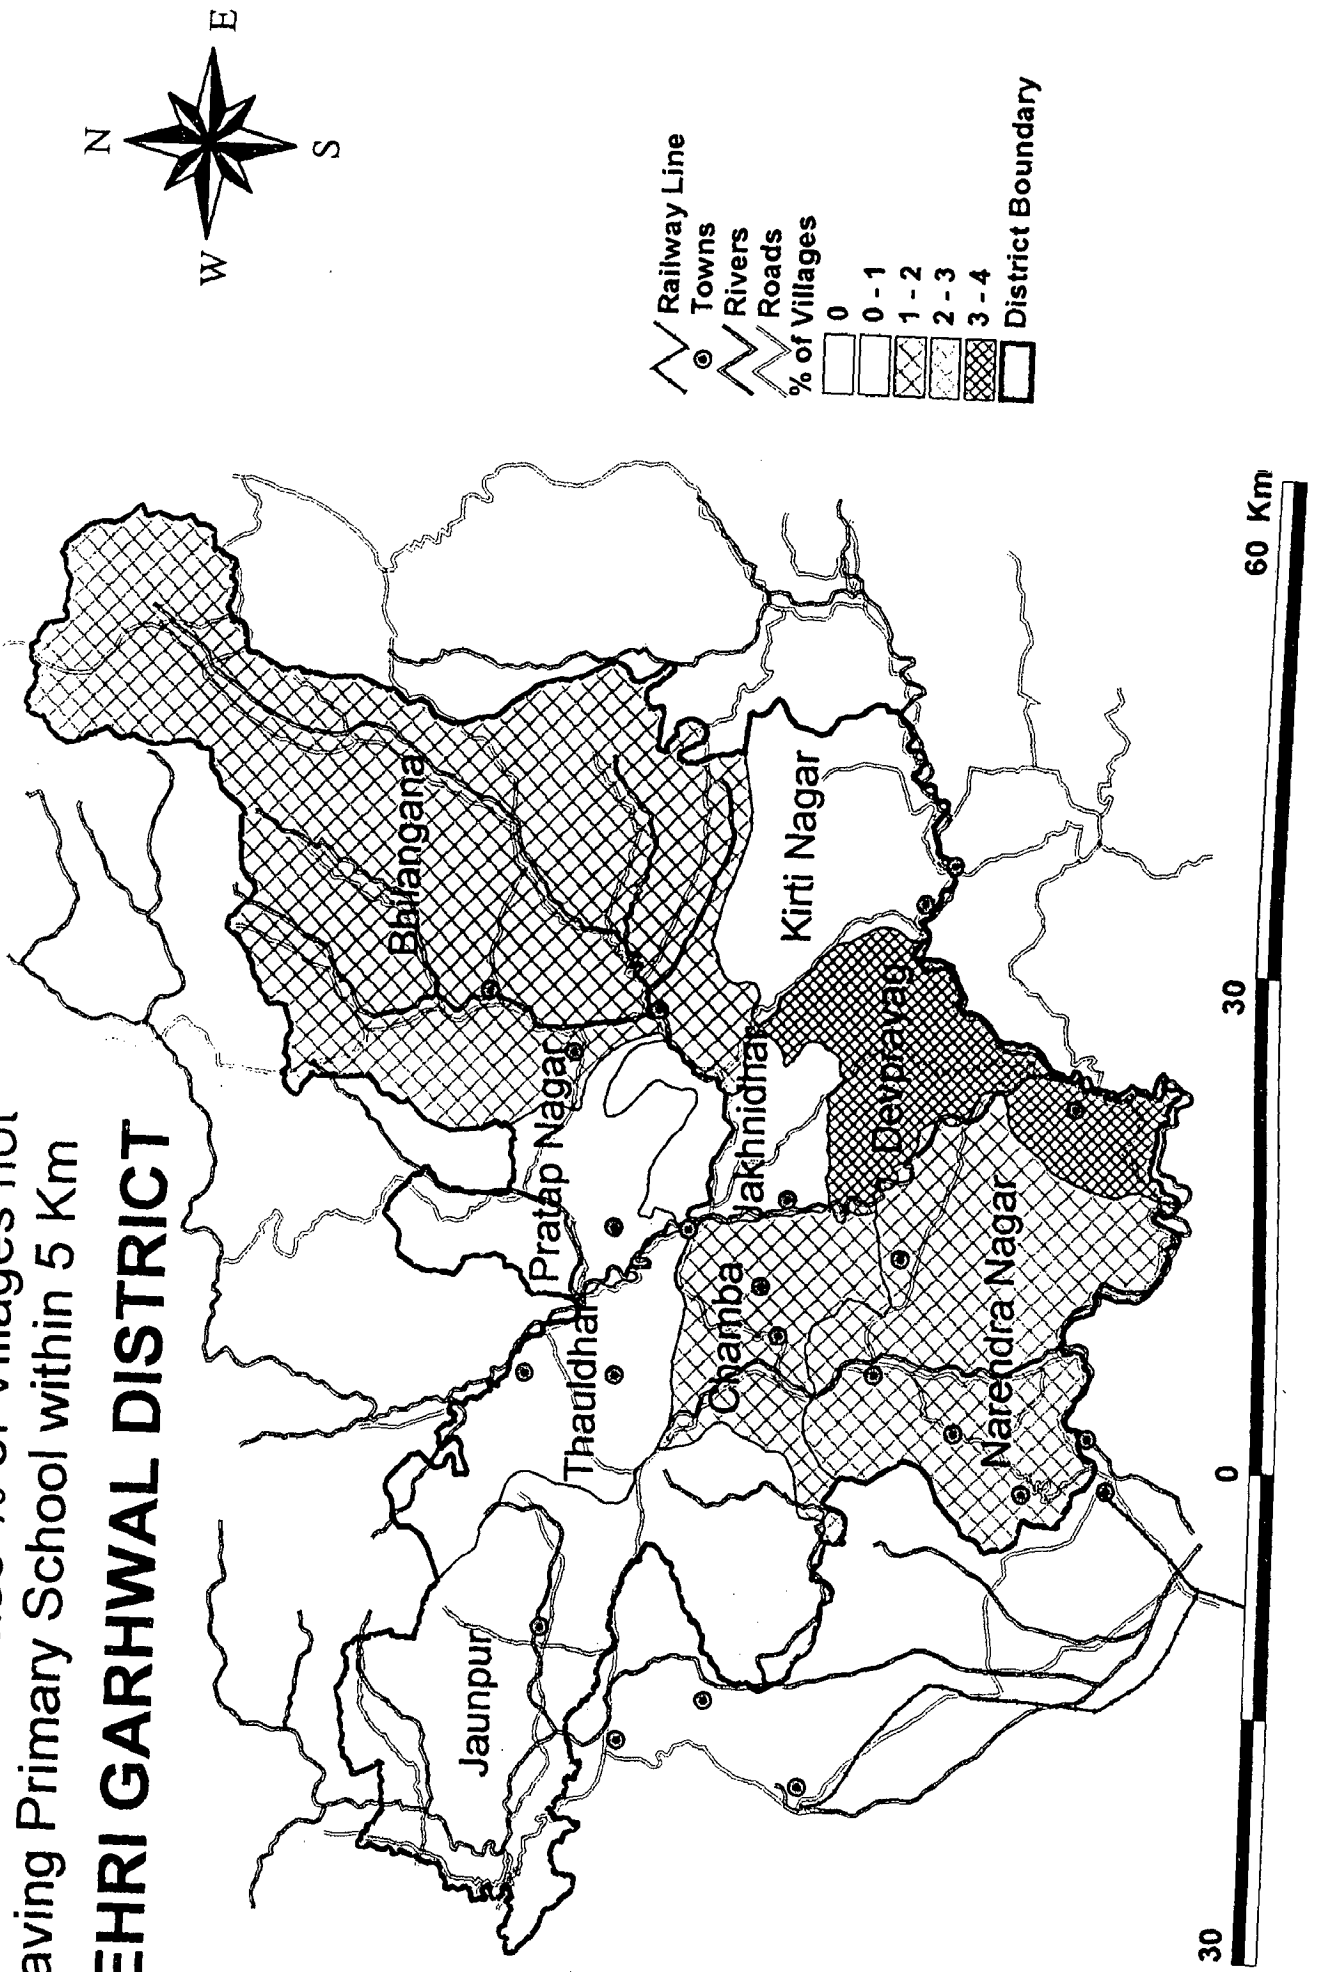 Villages not
aving Primary School within 5 Km
EHRI GARHWAL DISTRICT
N
E
W
S
Bhilangana
Pratap Nagar
Jakhnidhar
Kirti Nagar
Devprayag
Thauldhar
Chamba
Narendra Nagar
Jaunpur
Railway Line
Towns
Rivers
Roads
% of Villages
0
0 - 1
1 - 2
2 - 3
3 - 4
District Boundary
30
0
30
60 Km